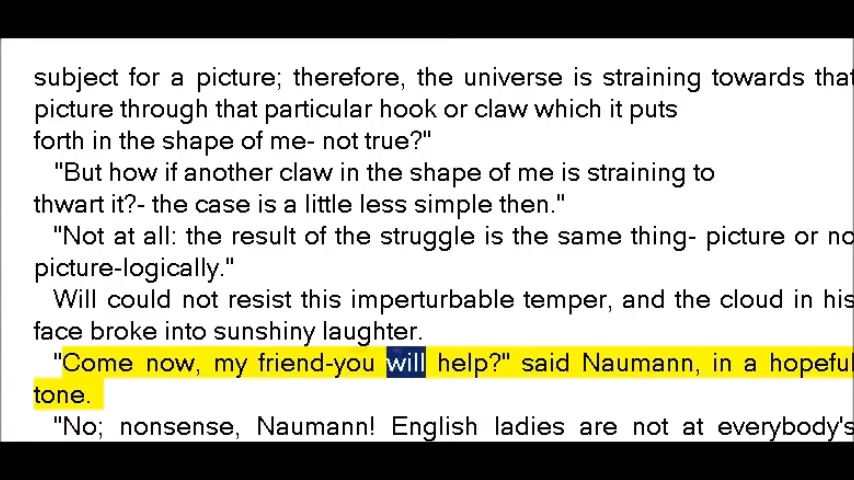 subject for a picture; therefore, the universe is straining towards that
picture through that particular hook or claw which it puts
forth in the shape of me- not true?"
"But how if another claw in the shape of me is straining to
thwart it?- the case is a little less simple then."
"Not at all: the result of the struggle is the same thing- picture or no
picture-logically."
Will could not resist this imperturbable temper, and the cloud in his
face broke into sunshiny laughter.
"Come now, my friend-you will help?" said Naumann, in a hopeful
tone.
"No; nonsense, Naumann! English ladies are not at everybody's